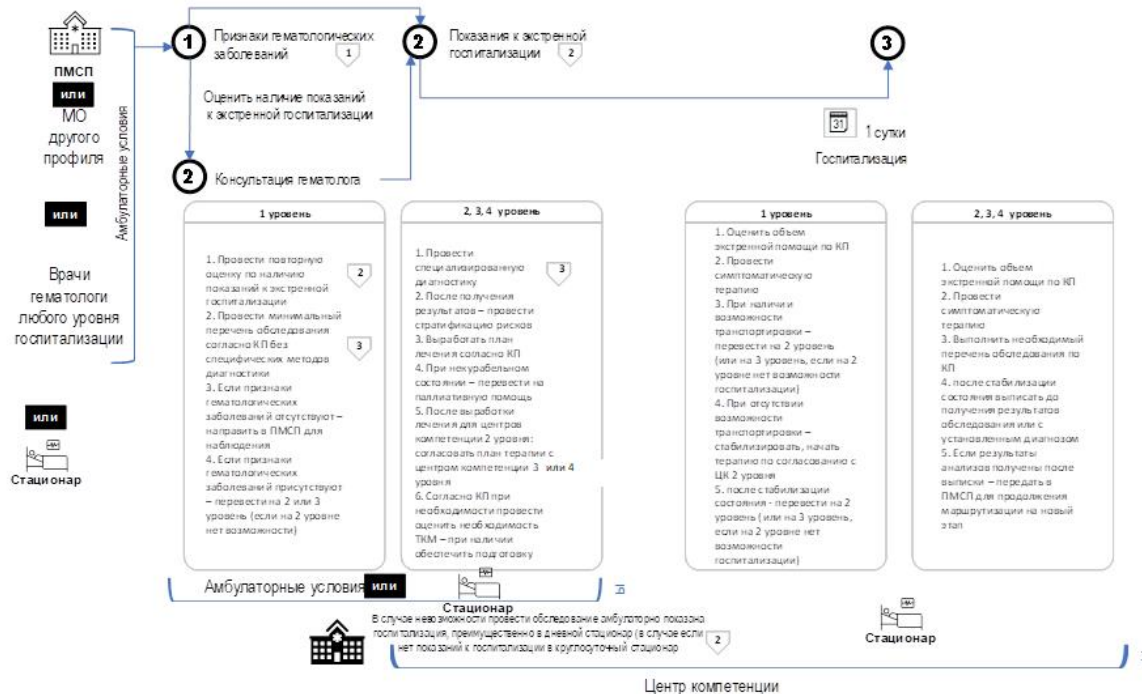 ПМСП
или
МО
другого
профиля
или
Врачи
гематологи
любого уровня
госпитализации
или
Стационар
Амбулаторные условия
1
Признаки гематологических
заболеваний
1
2
Показания к экстренной
госпитализации
2
3
Оценить наличие показаний
к экстренной госпитализации
31
1 сутки
Госпитализация
2
Консультация гематолога
1 уровень
1. Провести повторную
оценку по наличию
показаний к экстренной
госпитализации
2
2. Провести минимальный
перечень обследования
согласно КП без
специфических методов
диагностики
3
3. Если признаки
гематологических
заболеваний отсутствуют –
направить в ПМСП для
наблюдения
4. Если признаки
гематологических
заболеваний присутствуют
– перевести на 2 или 3
уровень (если на 2 уровне
нет возможности)
2, 3, 4 уровень
1. Провести
специализированную
диагностику
3
2. После получения
результатов – провести
стратификацию рисков
3. Выработать план
лечения согласно КП
4. При некурабельном
состоянии – перевести на
паллиативную помощь
5. После выработки
лечения для центров
компетенции 2 уровня:
согласовать план терапии с
центром компетенции 3 или 4
уровня
6. Согласно КП при
необходимости провести
оценить необходимость
ТКМ – при наличии
обеспечить подготовку
1 уровень
1. Оценить объем
экстренной помощи по КП
2. Провести
симптоматическую
терапию
3. При наличии
возможности
транспортировки –
перевести на 2 уровень
(или на 3 уровень, если на 2
уровне нет возможности
госпитализации)
4. При отсутствии
возможности
транспортировки –
стабилизировать, начать
терапию по согласованию с
ЦК 2 уровня
5. после стабилизации
состояния - перевести на 2
уровень (или на 3 уровень,
если на 2 уровне нет
возможности
госпитализации)
2, 3, 4 уровень
1. Оценить объем
экстренной помощи по КП
2. Провести
симптоматическую
терапию
3. Выполнить необходимый
перечень обследования по
КП
4. после стабилизации
состояния выписать до
получения результатов
обследования или с
установленным диагнозом
5. Если результаты
анализов получены после
выписки – передать в
ПМСП для продолжения
маршрутизации на новый
этап
Амбулаторные условия
или
Стационар
В случае невозможности провести обследование амбулаторно показана
госпитализация, преимущественно в дневной стационар (в случае если
нет показаний к госпитализации в круглосуточный стационар
2
Стационар
Центр компетенции